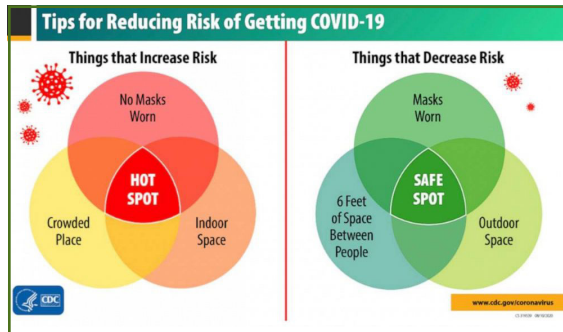 Tips for Reducing Risk of Getting COVID-19
Things that Increase Risk
No Masks
Worn
HOT
SPOT
Crowded
Place
Indoor
Space
CDC
Things that Decrease Risk
Masks
Worn
SAFE
SPOT
6 Feet
of Space
Between
People
Outdoor
Space
www.cdc.gov/coronavirus